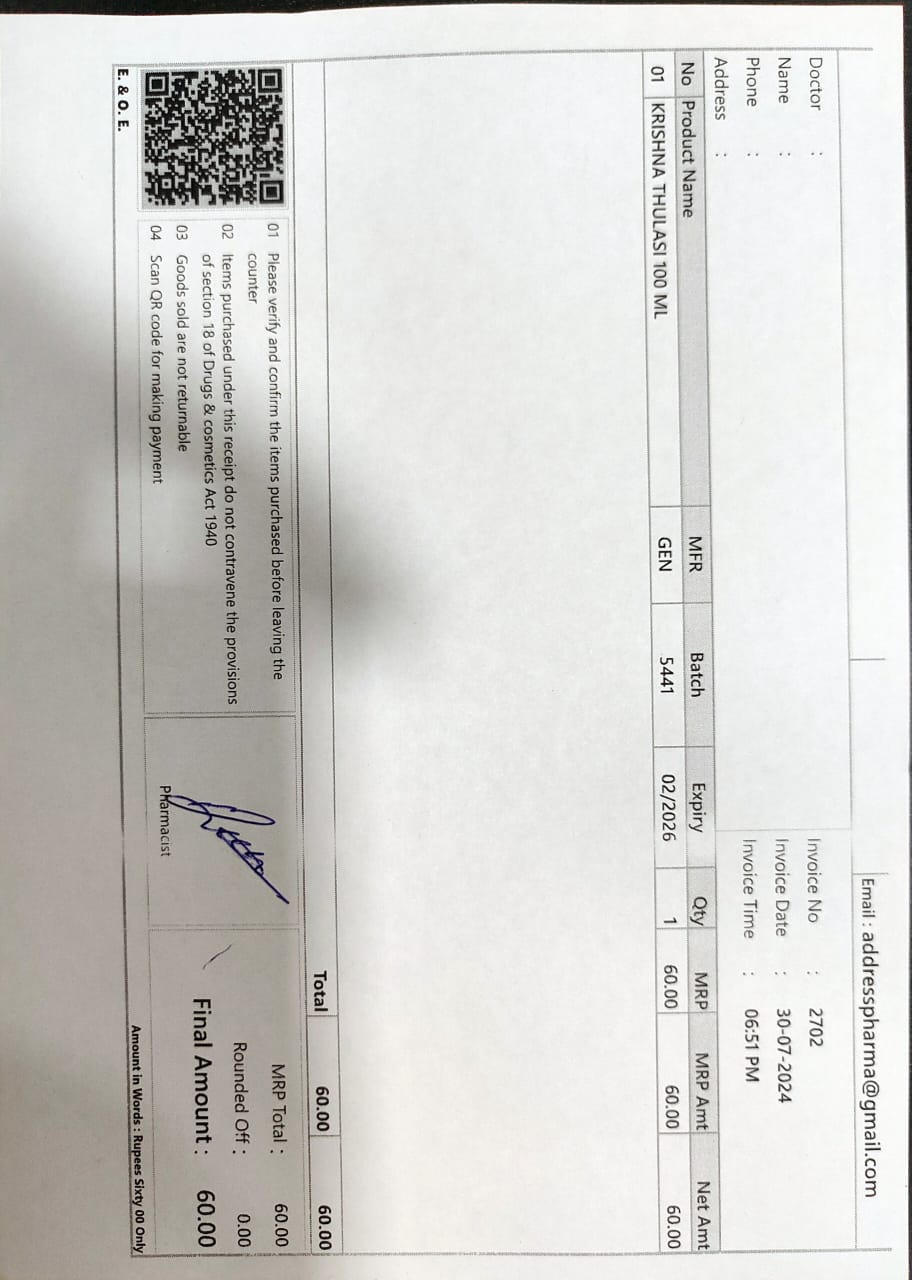 Email : addresspharma@gmail.com
Doctor :
Name :
Phone :
Address :
Invoice No : 2702
Invoice Date : 30-07-2024
Invoice Time : 06:51 PM
No Product Name MFR Batch Expiry Qty MRP MRP Amt Net Amt
01 KRISHNA THULASI 100 ML GEN 5441 02/2026 1 60.00 60.00 60.00
Total 60.00 60.00
01 Please verify and confirm the items purchased before leaving the
counter
02 Items purchased under this receipt do not contravene the provisions
of section 18 of Drugs & cosmetics Act 1940
03 Goods sold are not returnable
04 Scan QR code for making payment
E. & O. E.
Pharmacist
MRP Total : 60.00
Rounded Off : 0.00
Final Amount : 60.00
Amount in Words : Rupees Sixty 00 Only